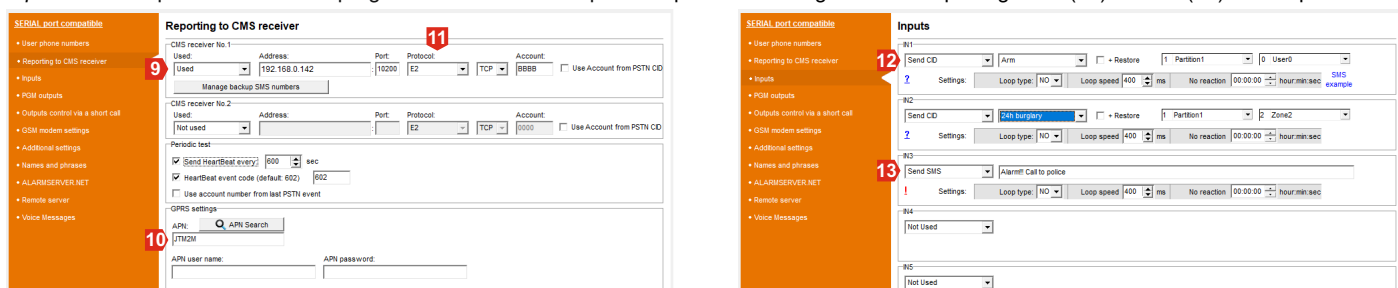 SERIAL port compatible
• User phone numbers
• Reporting to CMS receiver
• Inputs
• PGM outputs
• Outputs control via a short call
• GSM modem settings
• Additional settings
• Names and phrases
• ALARMSERVER.NET
• Remote server
• Voice Messages
Reporting to CMS receiver
11
CMS receiver No.1
Used: Address: Port: Protocol: Account:
9 Used 192.168.0.142 : 10200 E2 TCP BBBB Use Account from PSTN CID
Manage backup SMS numbers
CMS receiver No.2
Used: Address: Port: Protocol: Account:
Not used : E2 TCP 0000 Use Account from PSTN CID
Periodic test
Send HeartBeat every: 600 sec
HeartBeat event code (default: 602) 602
Use account number from last PSTN event
GPRS settings
APN: APN Search
10 JTM2M
APN user name: APN password:
SERIAL port compatible
• User phone numbers
• Reporting to CMS receiver
• Inputs
• PGM outputs
• Outputs control via a short call
• GSM modem settings
• Additional settings
• Names and phrases
• ALARMSERVER.NET
• Remote server
• Voice Messages
Inputs
IN1
12 Send CID Arm + Restore 1 Partition1 0 User0
? Settings: Loop type: NO Loop speed 400 ms No reaction 00:00:00 hour:min:sec SMS example
IN2
Send CID 24h burglary + Restore 1 Partition1 2 Zone2
? Settings: Loop type: NO Loop speed 400 ms No reaction 00:00:00 hour:min:sec
IN3
13 Send SMS Alarm!! Call to police
! Settings: Loop type: NO Loop speed 400 ms No reaction 00:00:00 hour:min:sec
IN4
Not Used
IN5
Not Used